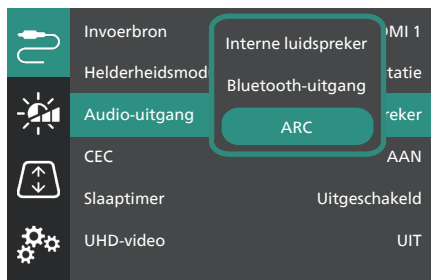 Invoerbron
MI 1
Helderheidsmod
tatie
Audio-uitgang
reker
CEC
AAN
Slaaptimer
Uitgeschakeld
UHD-video
UIT
Interne luidspreker
Bluetooth-uitgang
ARC